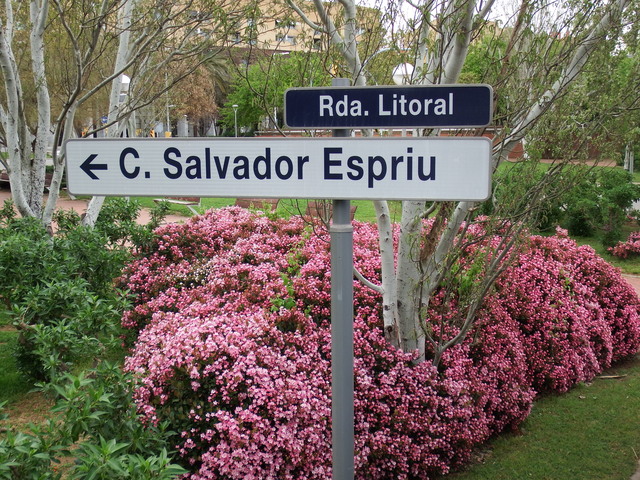 Rda. Litoral
← C. Salvador Espriu